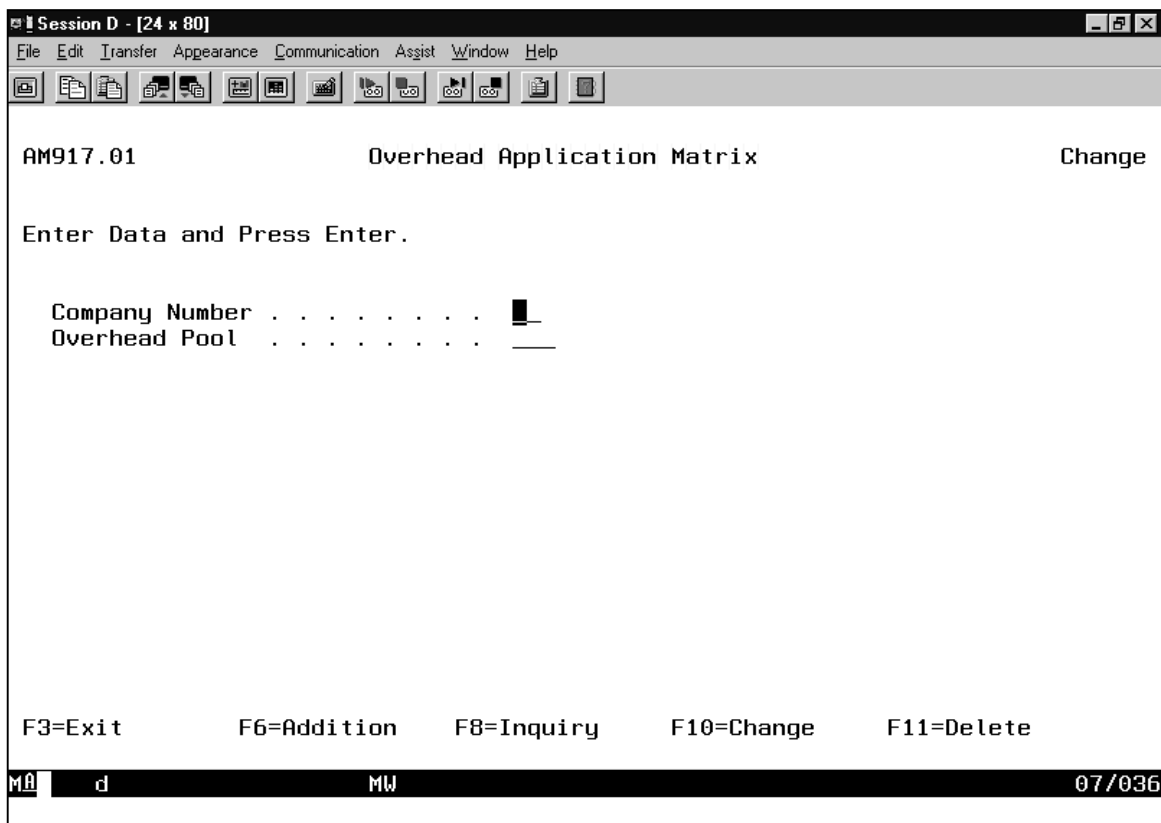 Session D - [24 x 80]
File Edit Transfer Appearance Communication Assist Window Help
AM917.01 Overhead Application Matrix Change
Enter Data and Press Enter.
Company Number . . . . . . . . __
Overhead Pool . . . . . . . . ___
F3=Exit F6=Addition F8=Inquiry F10=Change F11=Delete
MA d MW 07/036